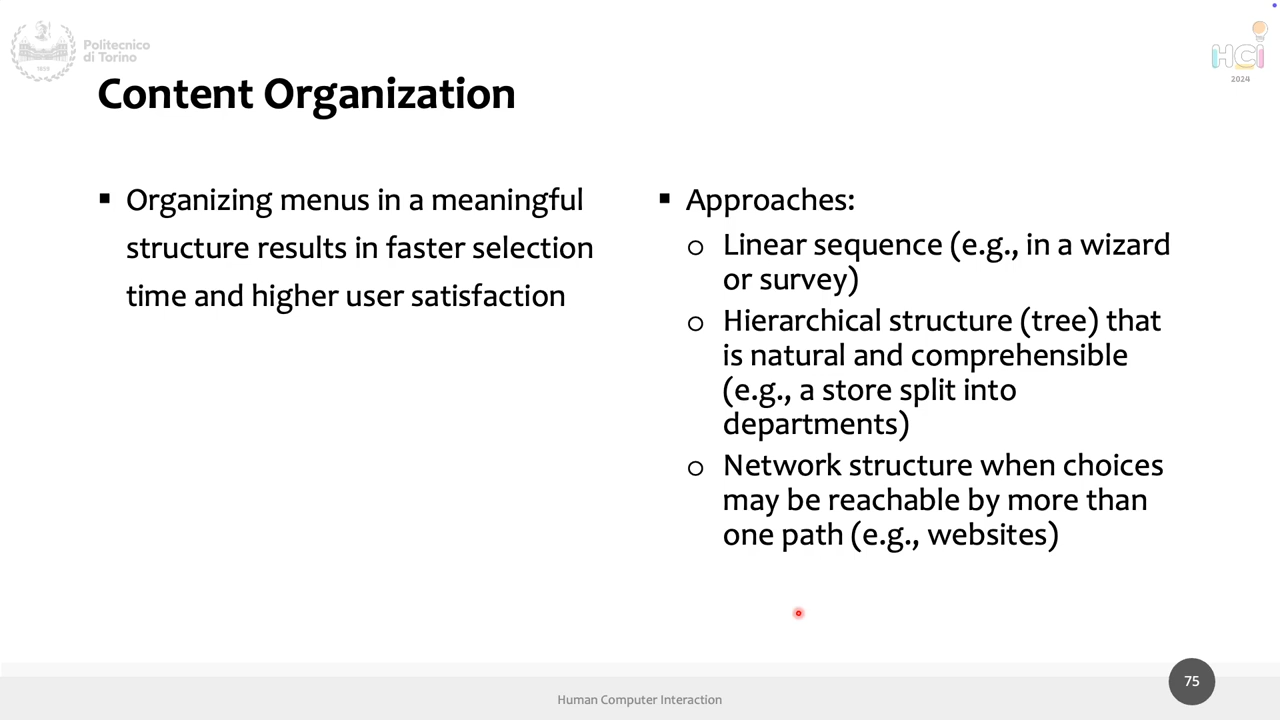 Politecnico
di Torino
1859
HCI
2024
Content Organization
▪ Organizing menus in a meaningful
structure results in faster selection
time and higher user satisfaction
▪ Approaches:
o Linear sequence (e.g., in a wizard
or survey)
o Hierarchical structure (tree) that
is natural and comprehensible
(e.g., a store split into
departments)
o Network structure when choices
may be reachable by more than
one path (e.g., websites)
75
Human Computer Interaction